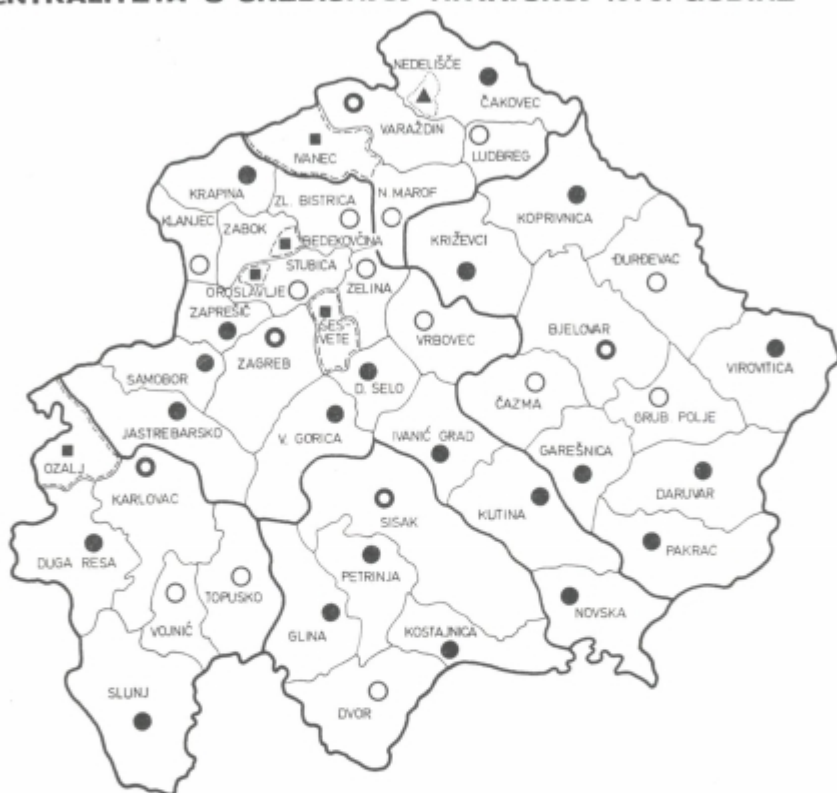 NEDELIŠČE
ČAKOVEC
VARAŽDIN
LUDBREG
IVANEC
KRAPINA
ZL. BISTRICA
N. MAROF
KOPRIVNICA
KLANJEC
ZABOK
BEDEKOVČINA
KRIŽEVCI
STUBICA
ĐURĐEVAC
OROSLAVLJE
ZELINA
ZAPREŠIĆ
SES-
VETE
VRBOVEC
BJELOVAR
ZAGREB
VIROVITICA
SAMOBOR
D. SELO
ČAZMA
GRUB. POLJE
JASTREBARSKO
V. GORICA
IVANIĆ GRAD
GAREŠNICA
OZALJ
DARUVAR
KARLOVAC
SISAK
KUTINA
DUGA RESA
PAKRAC
PETRINJA
TOPUSKO
NOVSKA
VOJNIĆ
GLINA
KOSTAJNICA
SLUNJ
DVOR